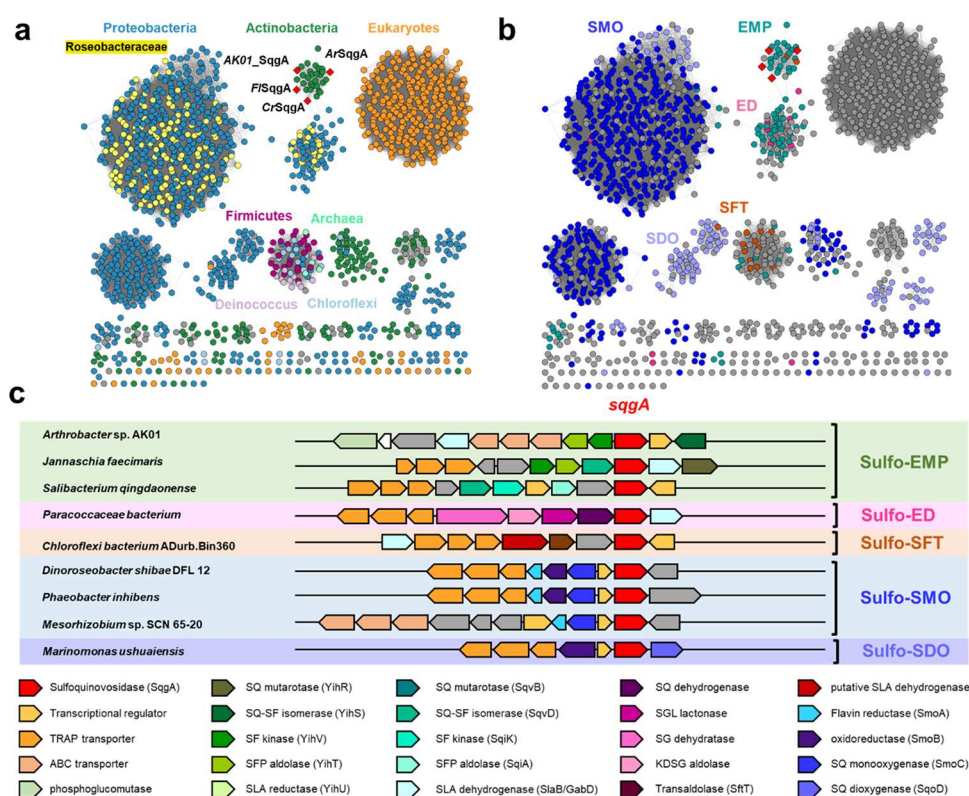 a
Proteobacteria
Actinobacteria
Eukaryotes
Roseobacteraceae
AK01_SqgA
ArSqgA
FlSqgA
CrSqgA
Firmicutes
Archaea
Deinococcus
Chloroflexi
b
SMO
EMP
ED
SFT
SDO
c
sqgA
Arthrobacter sp. AK01
Jannaschia faecimaris
Salibacterium qingdaonense
Sulfo-EMP
Paracoccaceae bacterium
Sulfo-ED
Chloroflexi bacterium ADurb.Bin360
Sulfo-SFT
Dinoroseobacter shibae DFL 12
Phaeobacter inhibens
Mesorhizobium sp. SCN 65-20
Sulfo-SMO
Marinomonas ushuaiensis
Sulfo-SDO
Sulfoquinovosidase (SqgA)
SQ mutarotase (YihR)
SQ mutarotase (SqvB)
SQ dehydrogenase
putative SLA dehydrogenase
Transcriptional regulator
SQ-SF isomerase (YihS)
SQ-SF isomerase (SqvD)
SGL lactonase
Flavin reductase (SmoA)
TRAP transporter
SF kinase (YihV)
SF kinase (SqiK)
SG dehydratase
oxidoreductase (SmoB)
ABC transporter
SFP aldolase (YihT)
SFP aldolase (SqiA)
KDSG aldolase
SQ monooxygenase (SmoC)
phosphoglucomutase
SLA reductase (YihU)
SLA dehydrogenase (SlaB/GabD)
Transaldolase (SftT)
SQ dioxygenase (SqoD)